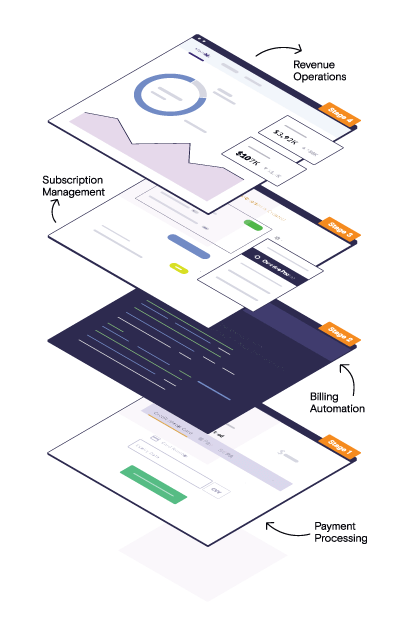 Revenue
Operations
Stage 4
$3.92K
$107K
Subscription
Management
Stage 3
Stage 2
Billing
Automation
Stage 1
CVV
Payment
Processing